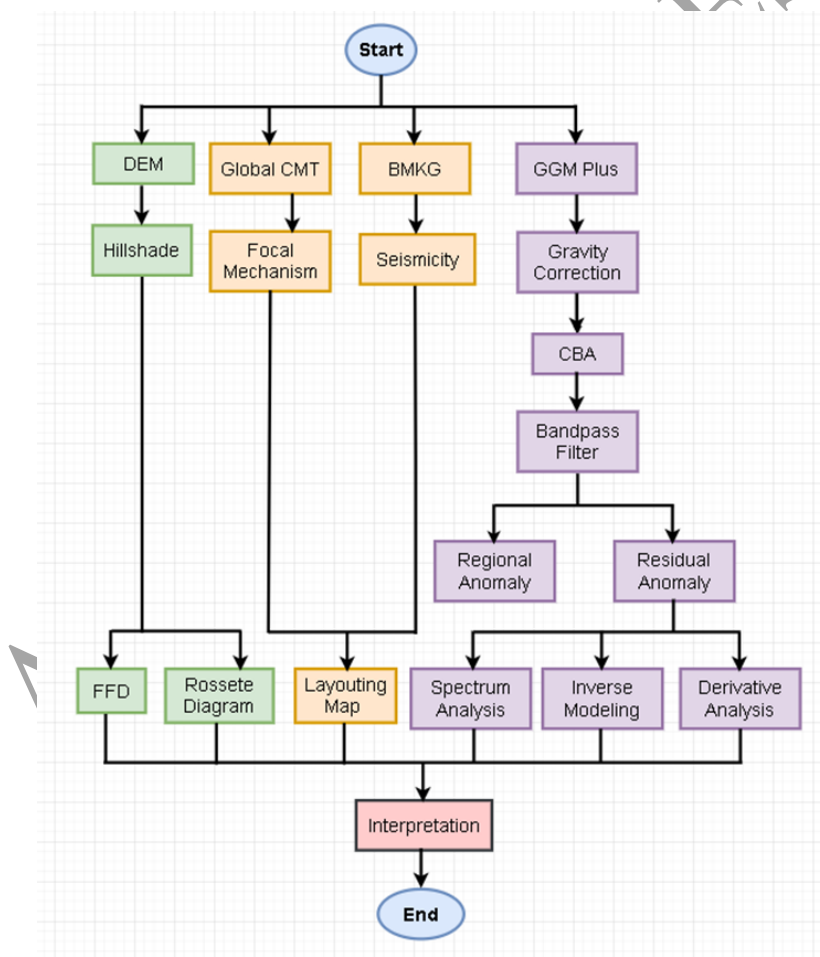 Start
DEM
Global CMT
BMKG
GGM Plus
Hillshade
Focal
Mechanism
Seismicity
Gravity
Correction
CBA
Bandpass
Filter
Regional
Anomaly
Residual
Anomaly
FFD
Rossete
Diagram
Layouting
Map
Spectrum
Analysis
Inverse
Modeling
Derivative
Analysis
Interpretation
End